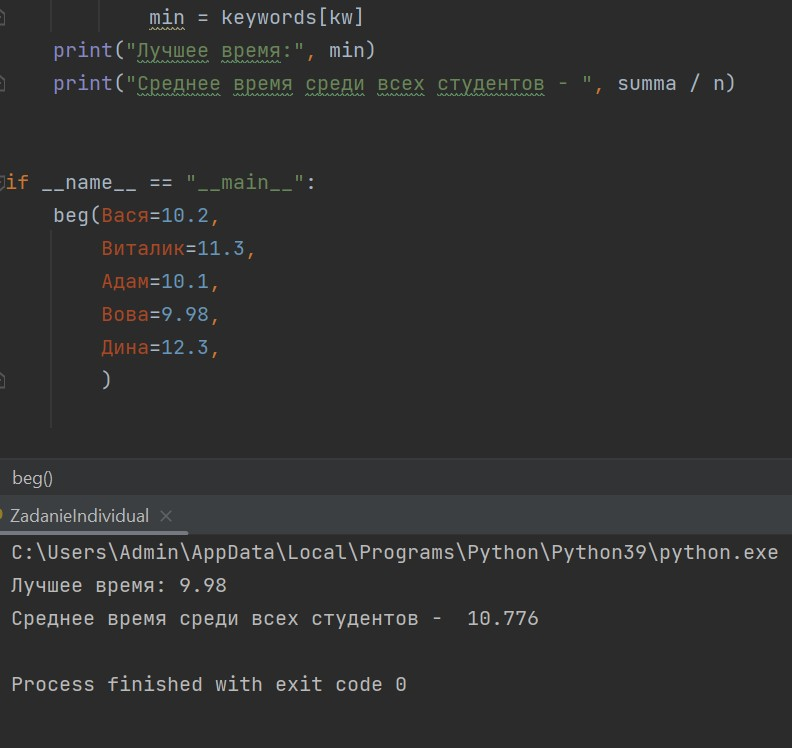 min = keywords[kw]
print("Лучшее время:", min)
print("Среднее время среди всех студентов - ", summa / n)
if __name__ == "__main__":
beg(Вася=10.2,
Виталик=11.3,
Адам=10.1,
Вова=9.98,
Дина=12.3,
)
beg()
ZadanieIndividual
C:\Users\Admin\AppData\Local\Programs\Python\Python39\python.exe
Лучшее время: 9.98
Среднее время среди всех студентов -  10.776
Process finished with exit code 0